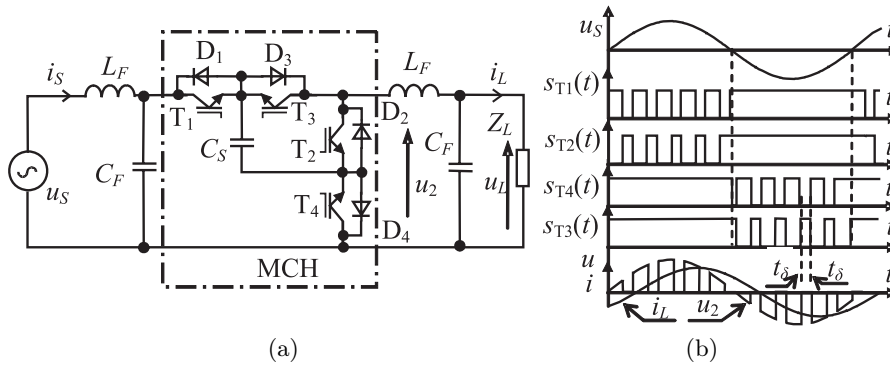 i_S
L_F
D_1
D_3
T_1
T_3
C_S
C_F
u_S
T_2
D_2
T_4
D_4
MCH
L_F
i_L
u_2
C_F
Z_L
u_L
(a)
u_S
t
s_T1(t)
t
s_T2(t)
t
s_T4(t)
t
s_T3(t)
t
u
i
t_δ
t_δ
t
i_L
u_2
(b)